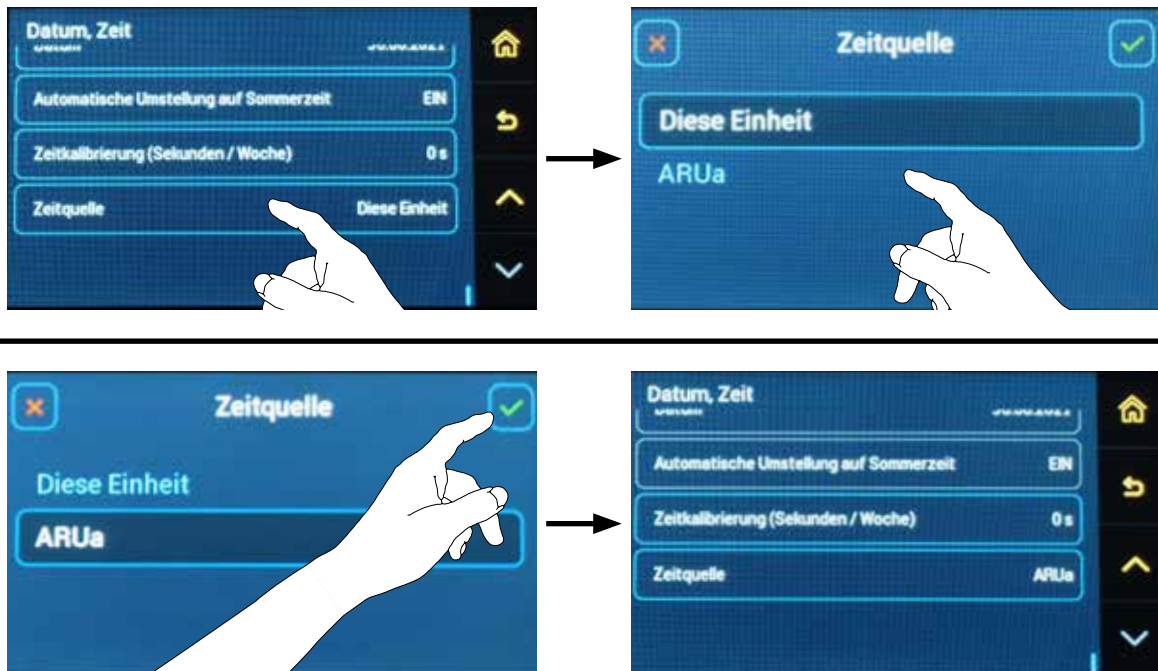 Datum, Zeit
Automatische Umstellung auf Sommerzeit EIN
Zeitkalibrierung (Sekunden / Woche) 0 s
Zeitquelle Diese Einheit
Zeitquelle
Diese Einheit
ARUa
Zeitquelle
Diese Einheit
ARUa
Datum, Zeit
Automatische Umstellung auf Sommerzeit EIN
Zeitkalibrierung (Sekunden / Woche) 0 s
Zeitquelle ARUa